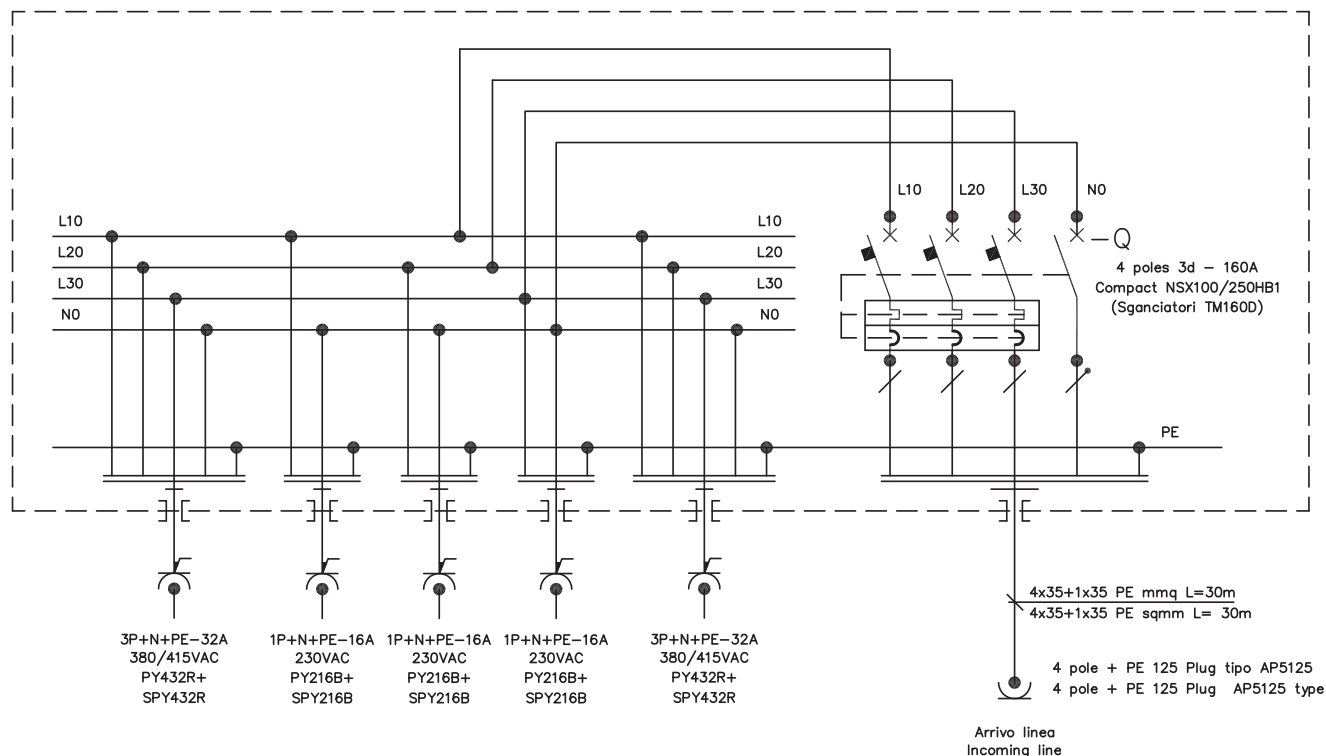 L10
L20
L30
N0
L10
L20
L30
N0
L10
L20
L30
N0
Q
4 poles 3d - 160A
Compact NSX100/250HB1
(Sganciatori TM160D)
PE
3P+N+PE-32A
380/415VAC
PY432R+
SPY432R
1P+N+PE-16A
230VAC
PY216B+
SPY216B
1P+N+PE-16A
230VAC
PY216B+
SPY216B
1P+N+PE-16A
230VAC
PY216B+
SPY216B
3P+N+PE-32A
380/415VAC
PY432R+
SPY432R
4x35+1x35 PE mmq L=30m
4x35+1x35 PE sqmm L= 30m
4 pole + PE 125 Plug tipo AP5125
4 pole + PE 125 Plug AP5125 type
Arrivo linea
Incoming line